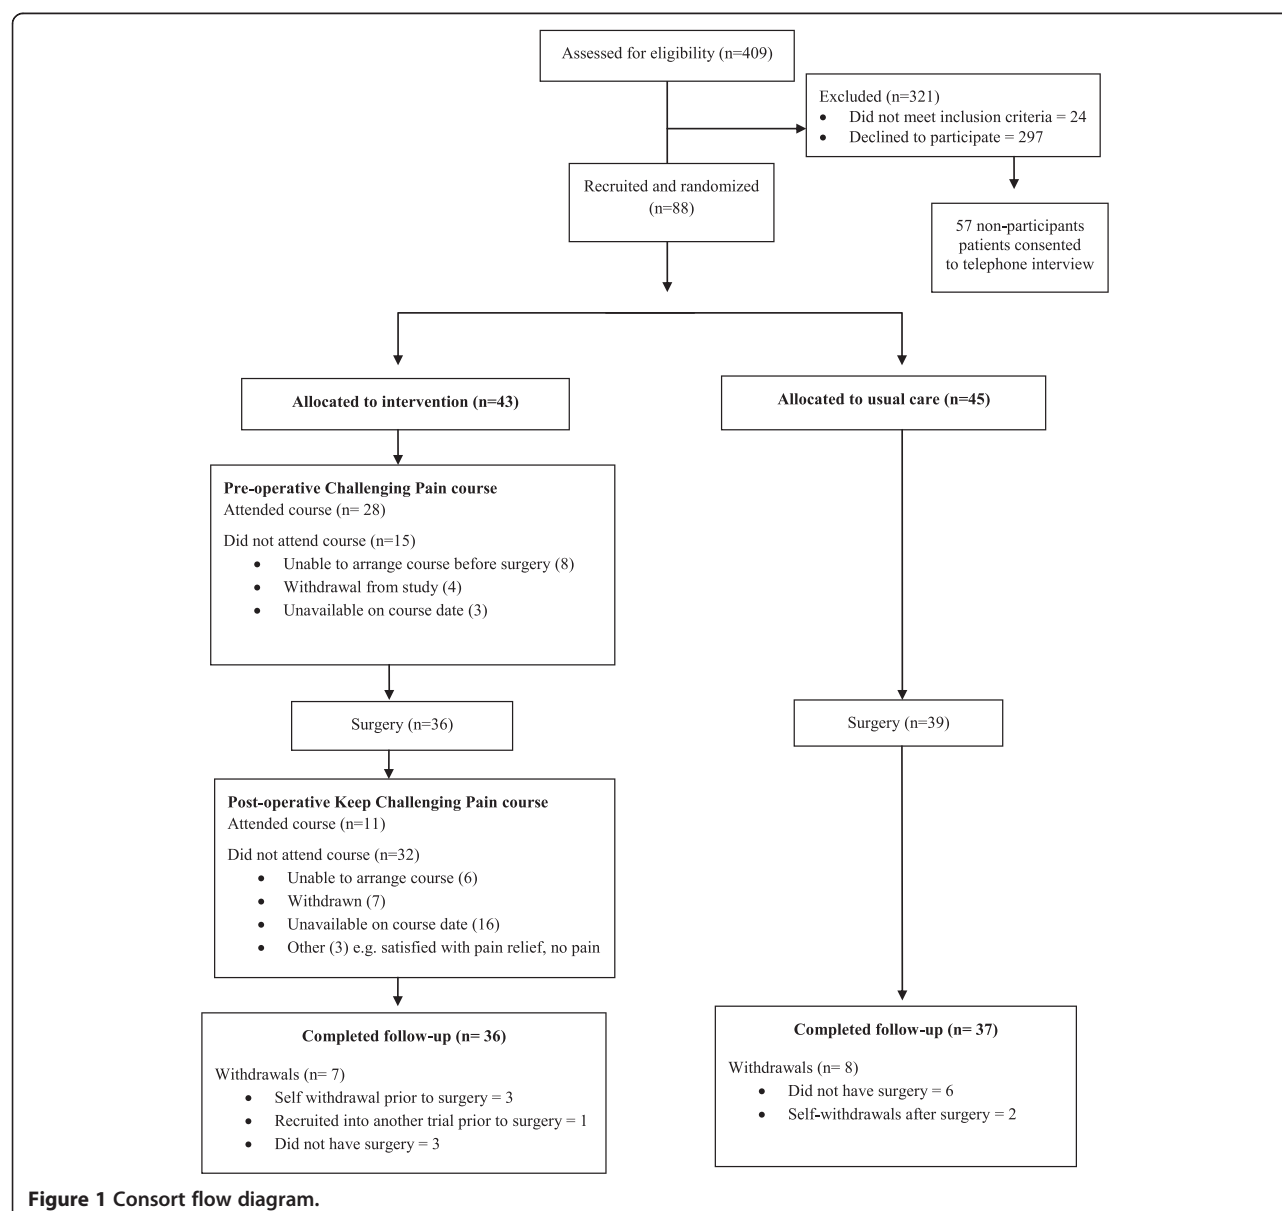 Assessed for eligibility (n=409)
Excluded (n=321)
• Did not meet inclusion criteria = 24
• Declined to participate = 297
Recruited and randomized
(n=88)
57 non-participants
patients consented
to telephone interview
Allocated to intervention (n=43)
Allocated to usual care (n=45)
Pre-operative Challenging Pain course
Attended course (n= 28)
Did not attend course (n=15)
• Unable to arrange course before surgery (8)
• Withdrawal from study (4)
• Unavailable on course date (3)
Surgery (n=36)
Surgery (n=39)
Post-operative Keep Challenging Pain course
Attended course (n=11)
Did not attend course (n=32)
• Unable to arrange course (6)
• Withdrawn (7)
• Unavailable on course date (16)
• Other (3) e.g. satisfied with pain relief, no pain
Completed follow-up (n= 36)
Withdrawals (n= 7)
• Self withdrawal prior to surgery = 3
• Recruited into another trial prior to surgery = 1
• Did not have surgery = 3
Completed follow-up (n= 37)
Withdrawals (n= 8)
• Did not have surgery = 6
• Self-withdrawals after surgery = 2
Figure 1 Consort flow diagram.